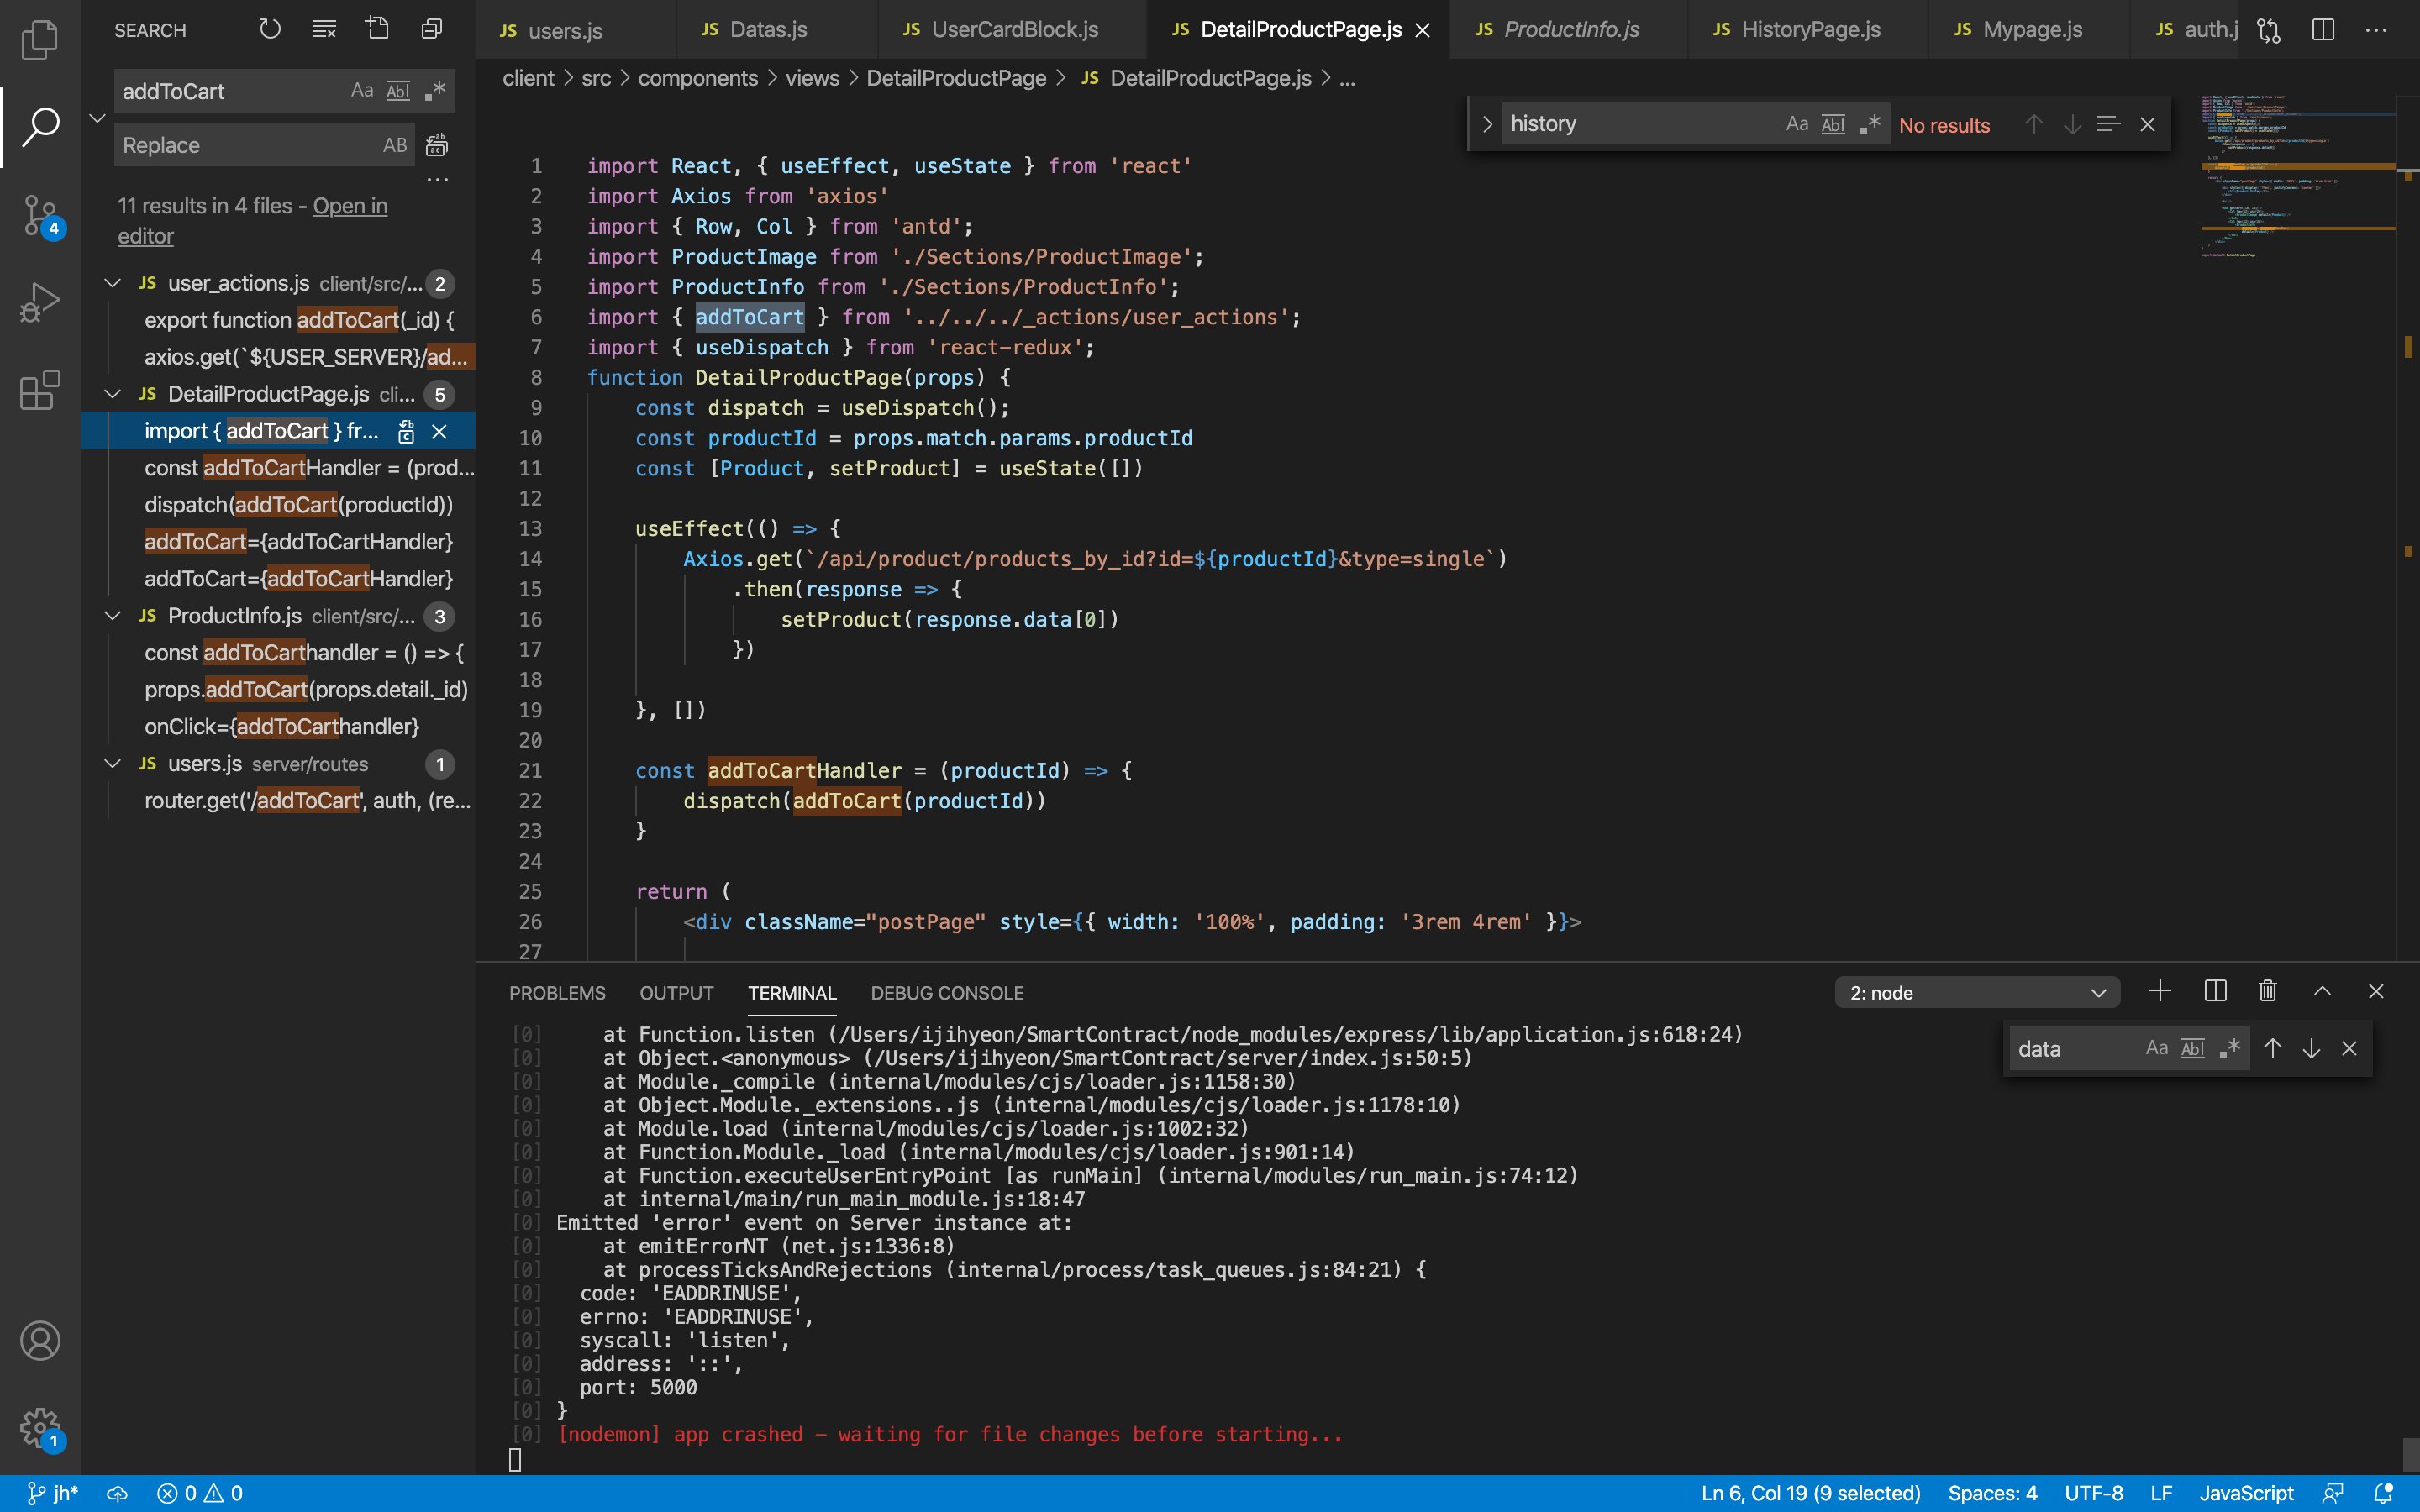 SEARCH
addToCart
Aa
Abl
.*
Replace
AB
11 results in 4 files - Open in
editor
JS user_actions.js client/src/... 2
export function addToCart(_id) {
axios.get(`${USER_SERVER}/ad...
JS DetailProductPage.js cli... 5
import { addToCart } fr...
const addToCartHandler = (prod...
dispatch(addToCart(productId))
addToCart={addToCartHandler}
addToCart={addToCartHandler}
JS ProductInfo.js client/src/... 3
const addToCarthandler = () => {
props.addToCart(props.detail._id)
onClick={addToCarthandler}
JS users.js server/routes 1
router.get('/addToCart', auth, (re...
4
1
JS users.js
JS Datas.js
JS UserCardBlock.js
JS DetailProductPage.js
JS ProductInfo.js
JS HistoryPage.js
JS Mypage.js
JS auth.j
client > src > components > views > DetailProductPage > JS DetailProductPage.js > ...
history
Aa
Abl
.*
No results
1 import React, { useEffect, useState } from 'react'
2 import Axios from 'axios'
3 import { Row, Col } from 'antd';
4 import ProductImage from './Sections/ProductImage';
5 import ProductInfo from './Sections/ProductInfo';
6 import { addToCart } from '../../../_actions/user_actions';
7 import { useDispatch } from 'react-redux';
8 function DetailProductPage(props) {
9 const dispatch = useDispatch();
10 const productId = props.match.params.productId
11 const [Product, setProduct] = useState([])
12
13 useEffect(() => {
14 Axios.get(`/api/product/products_by_id?id=${productId}&type=single`)
15 .then(response => {
16 setProduct(response.data[0])
17 })
18
19 }, [])
20
21 const addToCartHandler = (productId) => {
22 dispatch(addToCart(productId))
23 }
24
25 return (
26 <div className="postPage" style={{ width: '100%', padding: '3rem 4rem' }}>
27
PROBLEMS OUTPUT TERMINAL DEBUG CONSOLE
2: node
data
Aa
Abl
.*
[0] at Function.listen (/Users/ijihyeon/SmartContract/node_modules/express/lib/application.js:618:24)
[0] at Object.<anonymous> (/Users/ijihyeon/SmartContract/server/index.js:50:5)
[0] at Module._compile (internal/modules/cjs/loader.js:1158:30)
[0] at Object.Module._extensions..js (internal/modules/cjs/loader.js:1178:10)
[0] at Module.load (internal/modules/cjs/loader.js:1002:32)
[0] at Function.Module._load (internal/modules/cjs/loader.js:901:14)
[0] at Function.executeUserEntryPoint [as runMain] (internal/modules/run_main.js:74:12)
[0] at internal/main/run_main_module.js:18:47
[0] Emitted 'error' event on Server instance at:
[0] at emitErrorNT (net.js:1336:8)
[0] at processTicksAndRejections (internal/process/task_queues.js:84:21) {
[0] code: 'EADDRINUSE',
[0] errno: 'EADDRINUSE',
[0] syscall: 'listen',
[0] address: '::',
[0] port: 5000
[0] }
[0] [nodemon] app crashed - waiting for file changes before starting...
jh* 0 0
Ln 6, Col 19 (9 selected) Spaces: 4 UTF-8 LF JavaScript